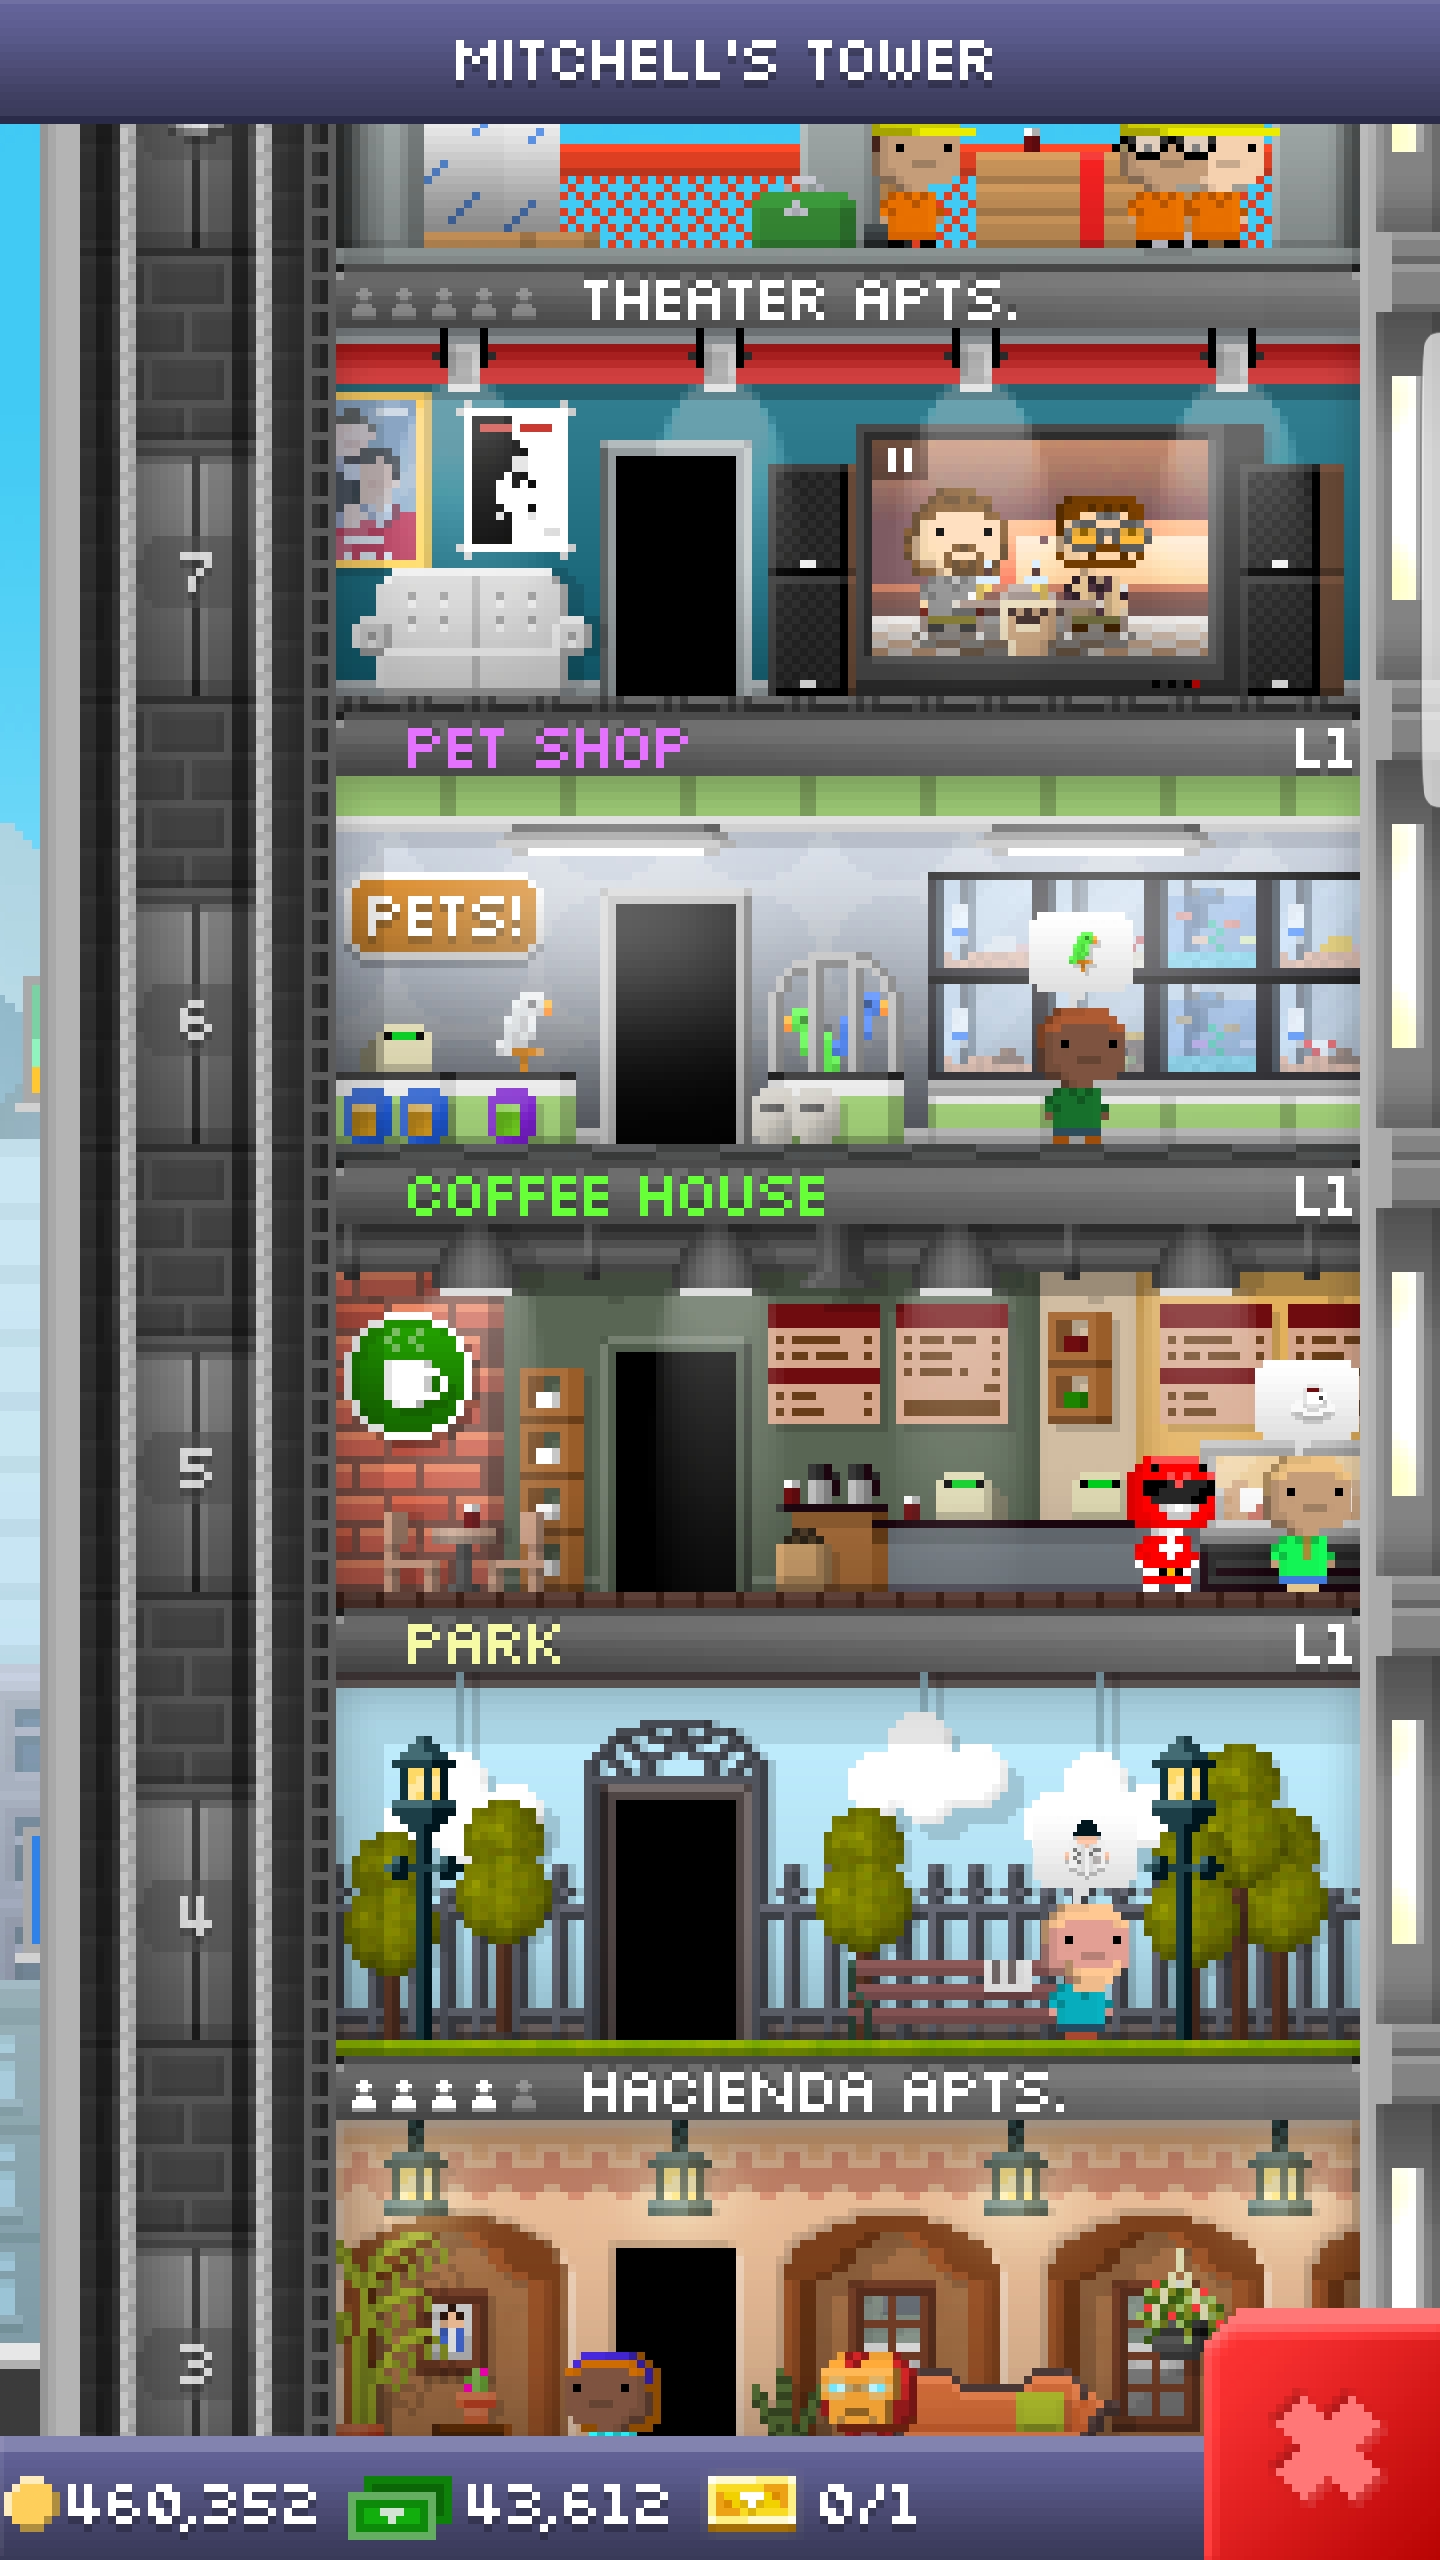 MITCHELL'S TOWER
THEATER APTS.
7
PET SHOP L1
PETS!
6
COFFEE HOUSE L1
5
PARK L1
4
HACIENDA APTS.
3
460,352 43,612 0/1